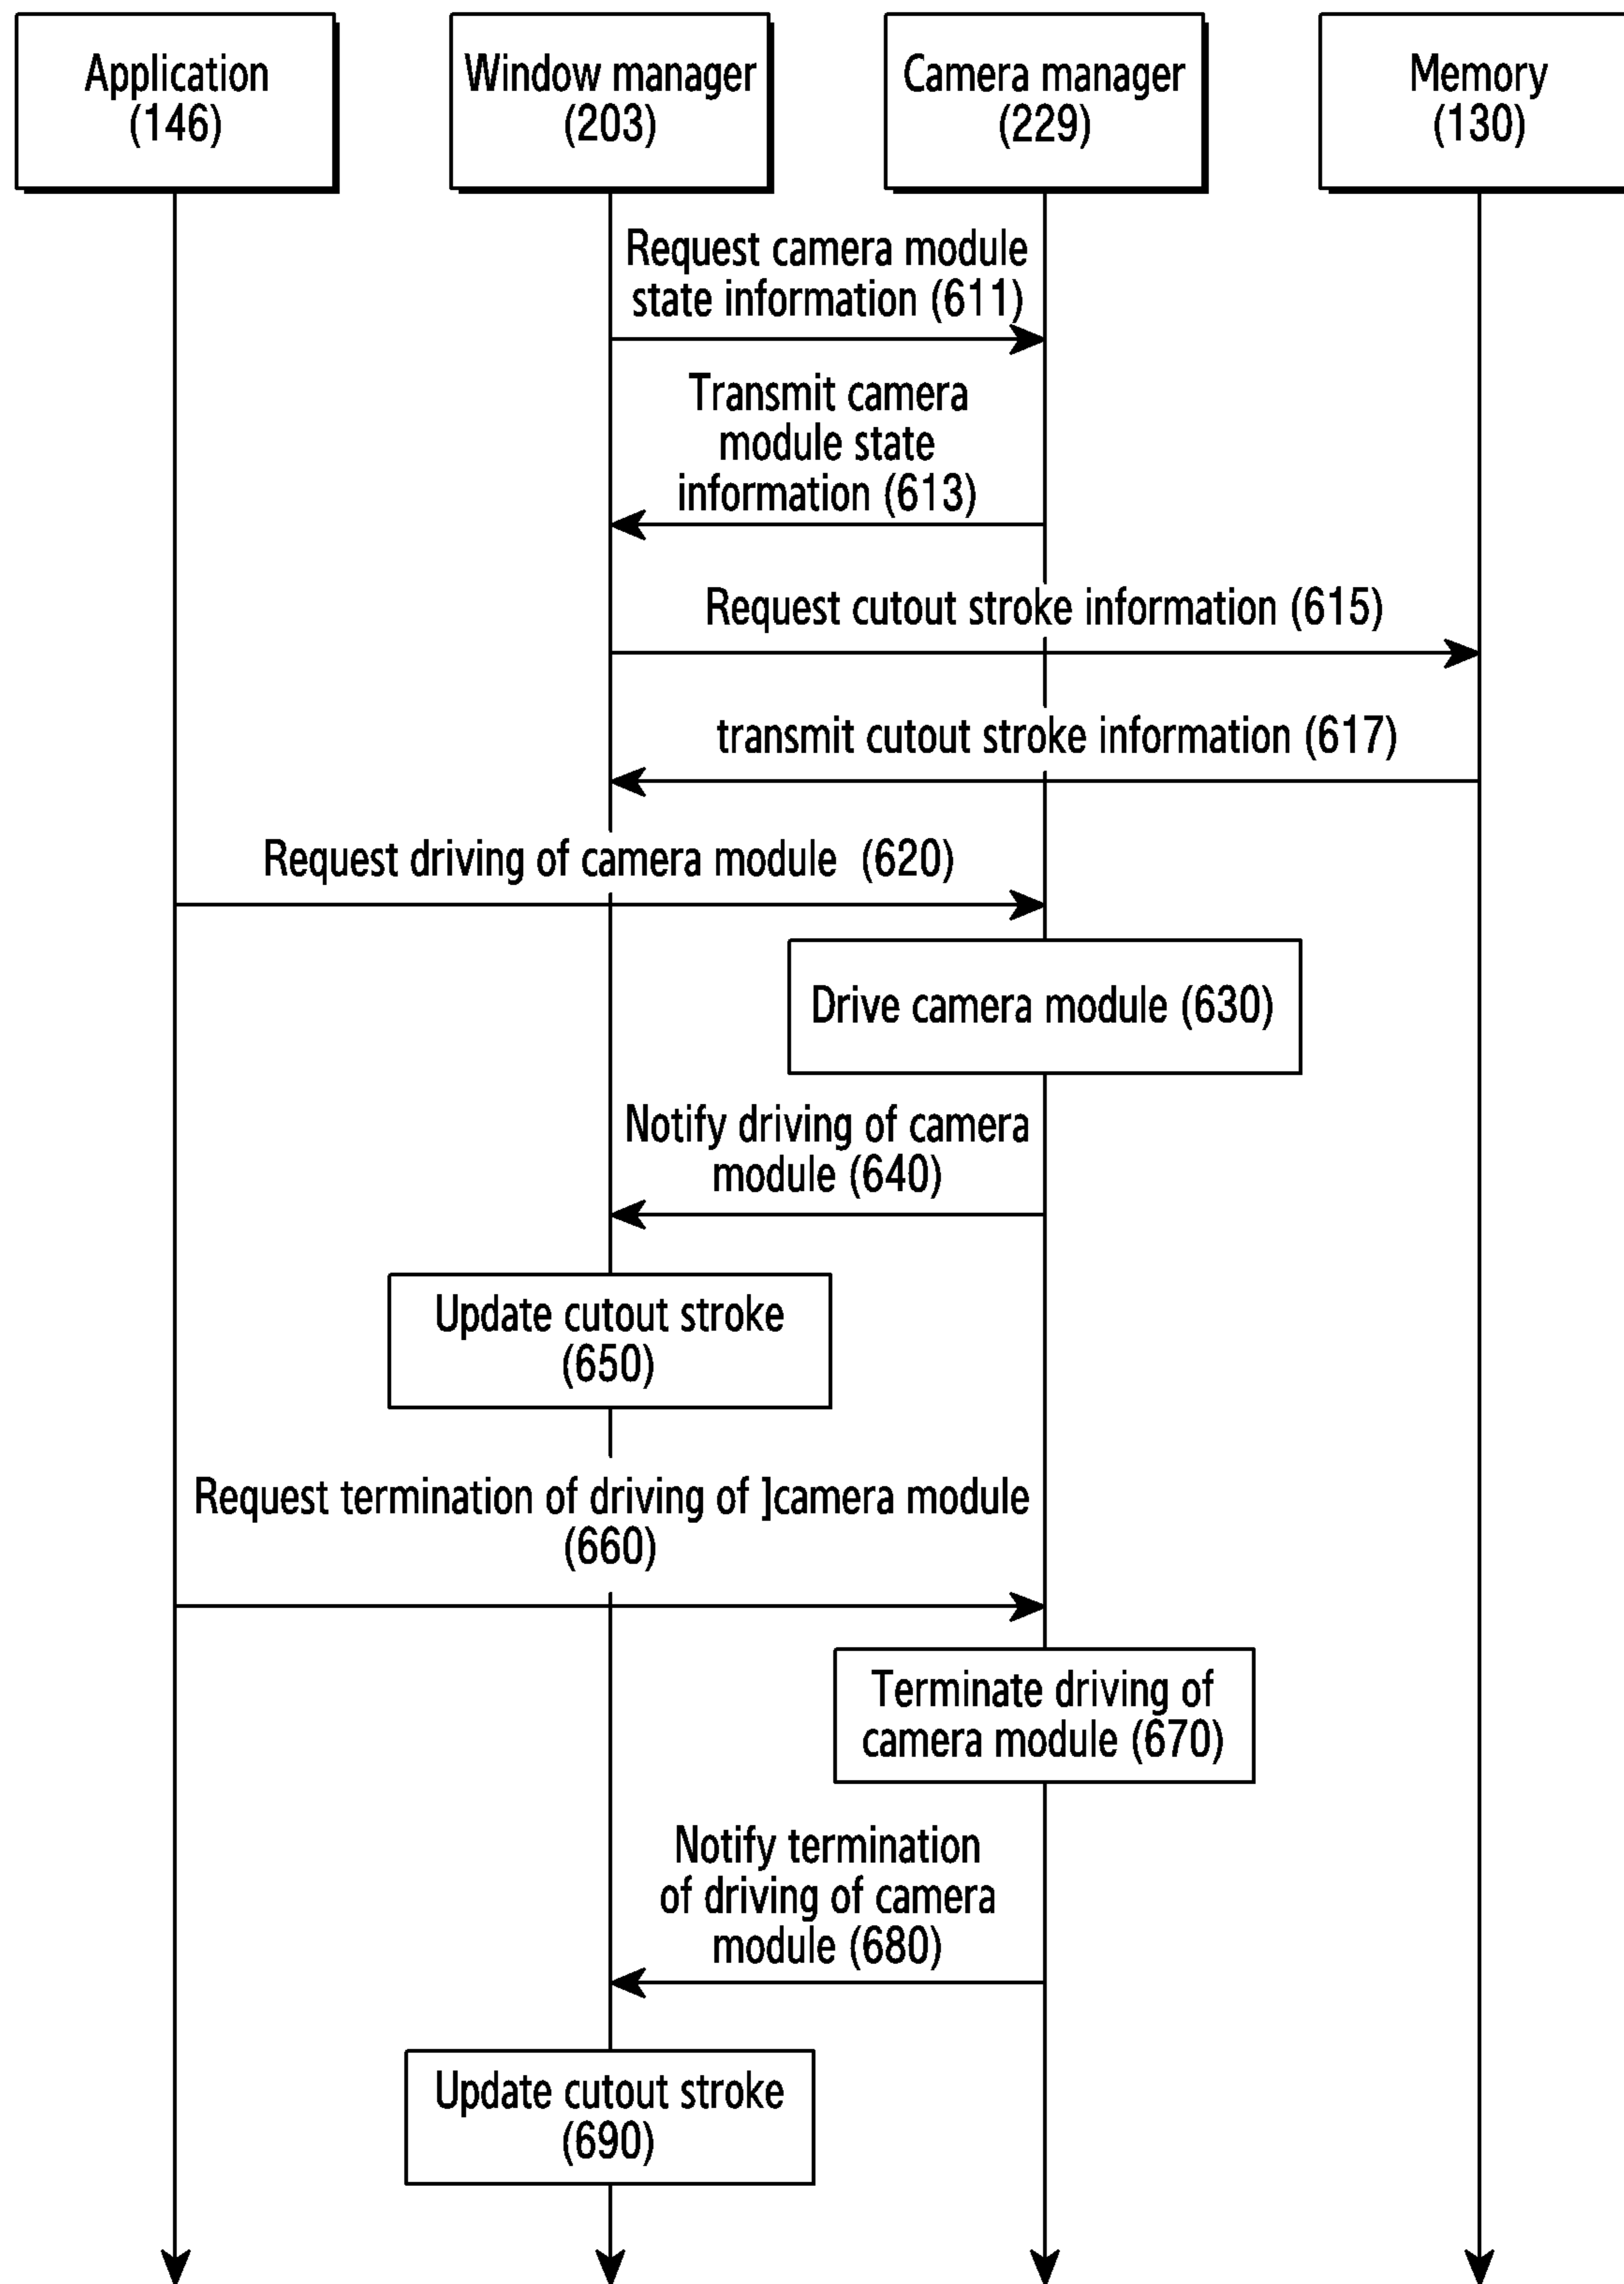 Application
(146)
Window manager
(203)
Camera manager
(229)
Memory
(130)
Request camera module
state information (611)
Transmit camera
module state
information (613)
Request cutout stroke information (615)
transmit cutout stroke information (617)
Request driving of camera module (620)
Drive camera module (630)
Notify driving of camera
module (640)
Update cutout stroke
(650)
Request termination of driving of ]camera module
(660)
Terminate driving of
camera module (670)
Notify termination
of driving of camera
module (680)
Update cutout stroke
(690)